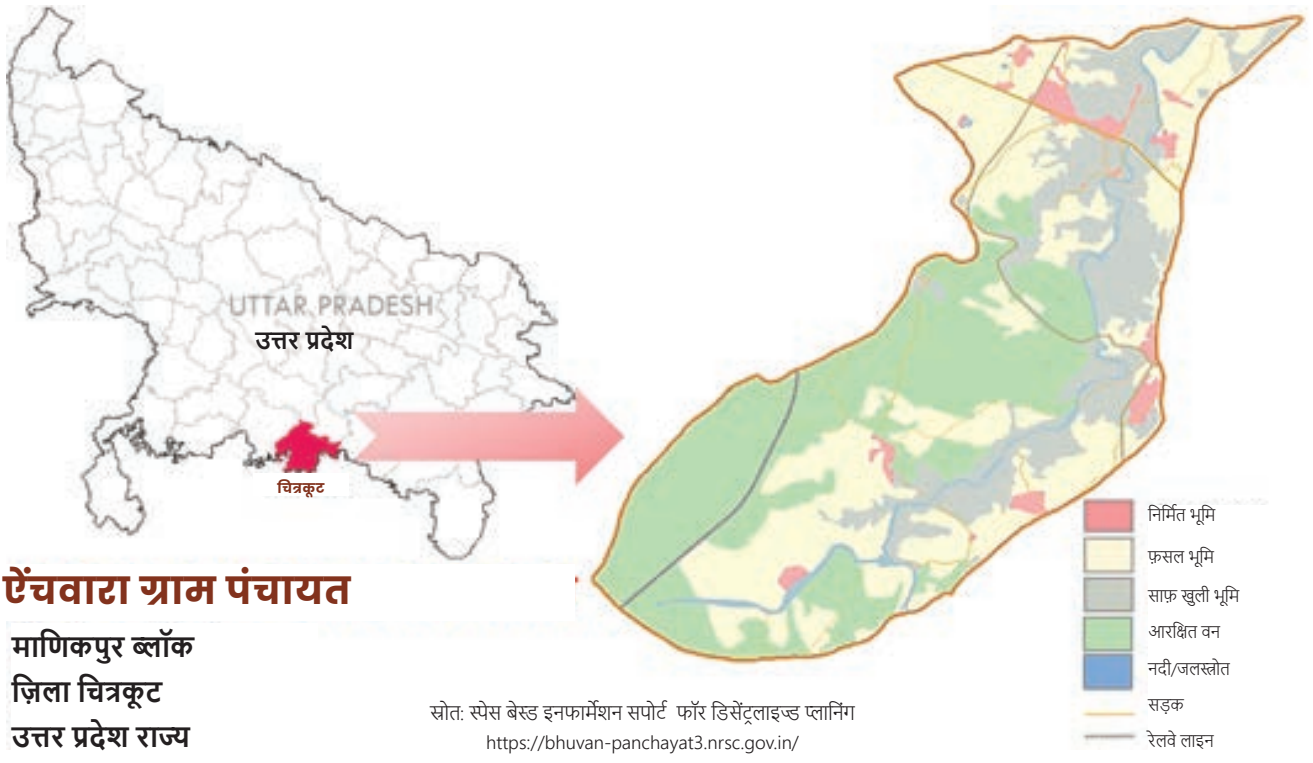 UTTAR PRADESH
उत्तर प्रदेश
चित्रकूट
ऐंचवारा ग्राम पंचायत
माणिकपुर ब्लॉक
ज़िला चित्रकूट
उत्तर प्रदेश राज्य
निर्मित भूमि
फ़सल भूमि
साफ़ खुली भूमि
आरक्षित वन
नदी/जलस्त्रोत
सड़क
रेलवे लाइन
स्रोत: स्पेस बेस्ड इनफार्मेशन सपोर्ट फॉर डिसेंट्रलाइज्ड प्लानिंग
https://bhuvan-panchayat3.nrsc.gov.in/